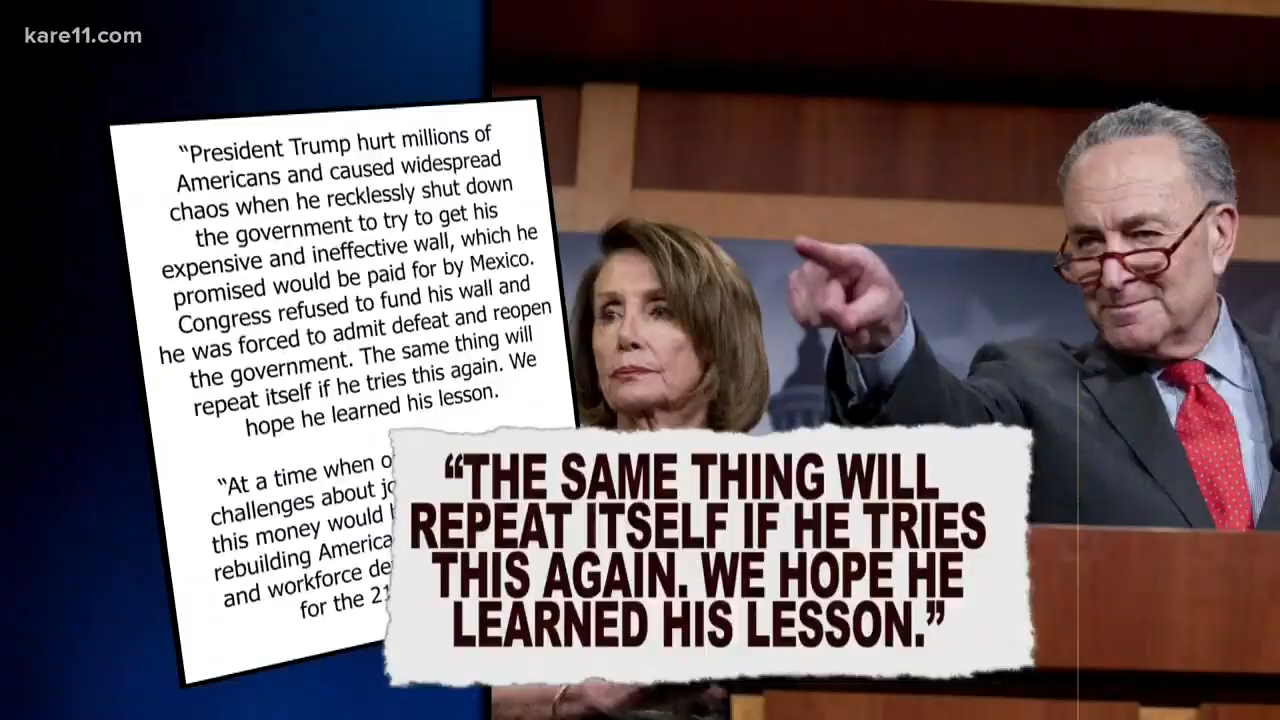 kare11.com
“President Trump hurt millions of
Americans and caused widespread
chaos when he recklessly shut down
the government to try to get his
expensive and ineffective wall, which he
promised would be paid for by Mexico.
Congress refused to fund his wall and
he was forced to admit defeat and reopen
the government. The same thing will
repeat itself if he tries this again. We
hope he learned his lesson.
“At a time when
challenges about
this money would
rebuilding America
and workforce
for the
“THE SAME THING WILL
REPEAT ITSELF IF HE TRIES
THIS AGAIN. WE HOPE HE
LEARNED HIS LESSON.”